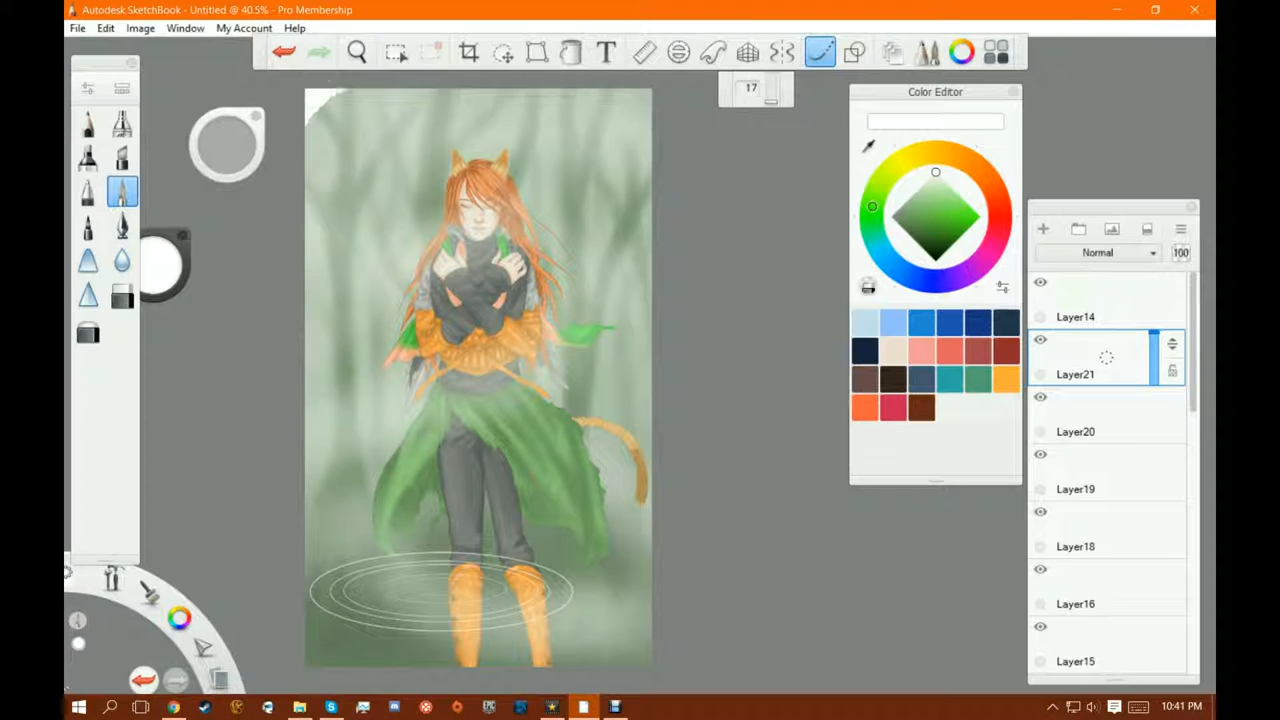 Autodesk SketchBook - Untitled @ 40.5% - Pro Membership
File Edit Image Window My Account Help
T
17
Color Editor
Normal 100
Layer14
Layer21
Layer20
Layer19
Layer18
Layer16
Layer15
10:41 PM